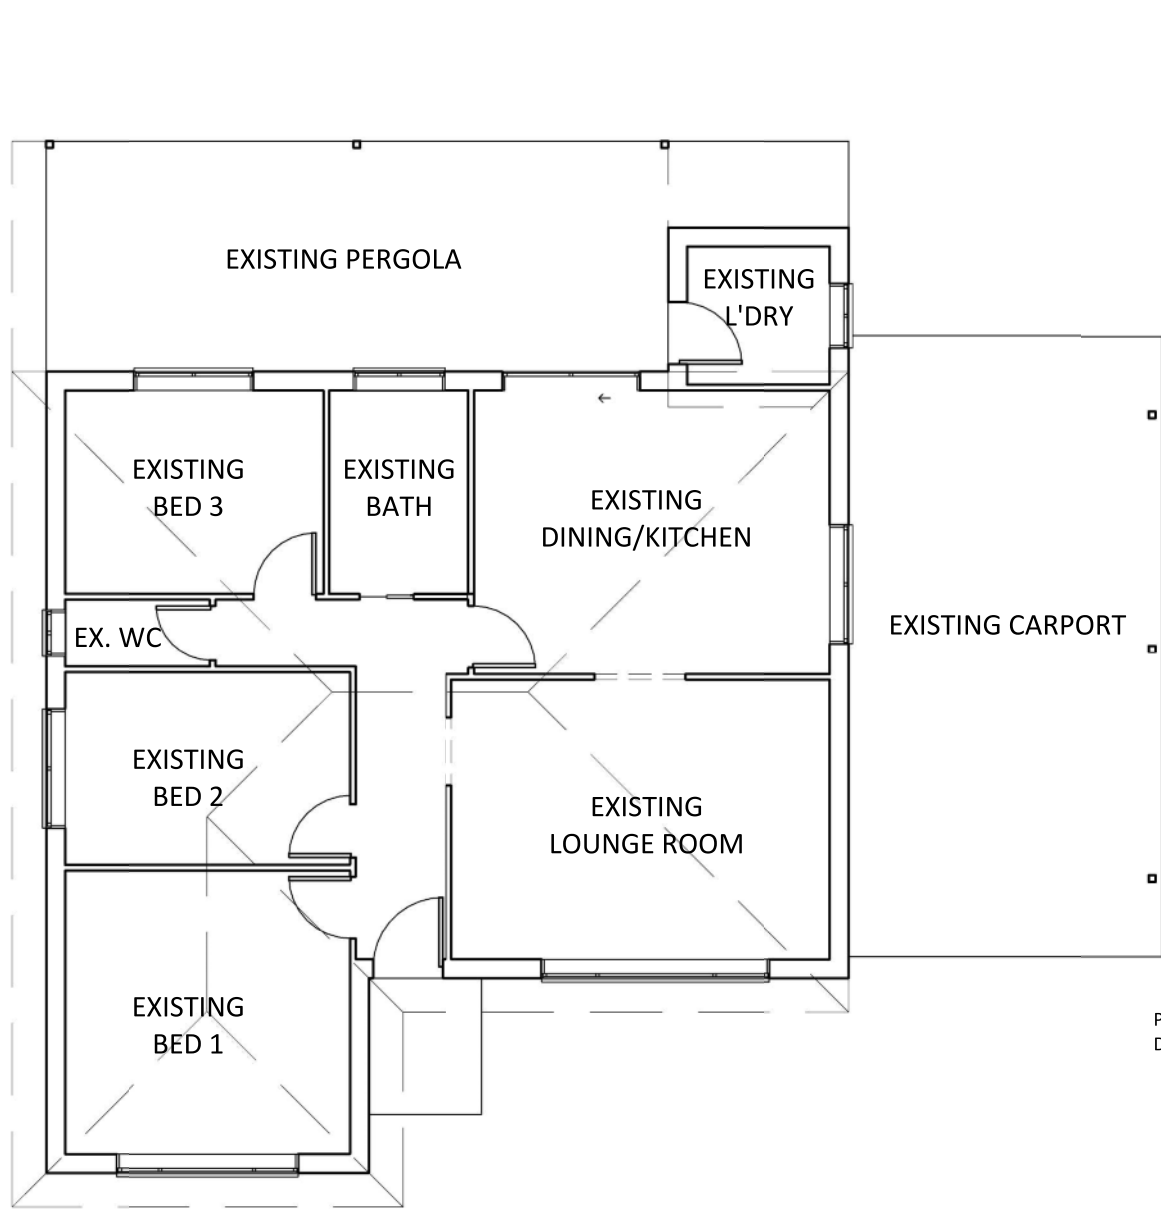 EXISTING PERGOLA
EXISTING
L'DRY
EXISTING
BED 3
EXISTING
BATH
EXISTING
DINING/KITCHEN
EX. WC
EXISTING CARPORT
EXISTING
BED 2
EXISTING
LOUNGE ROOM
EXISTING
BED 1